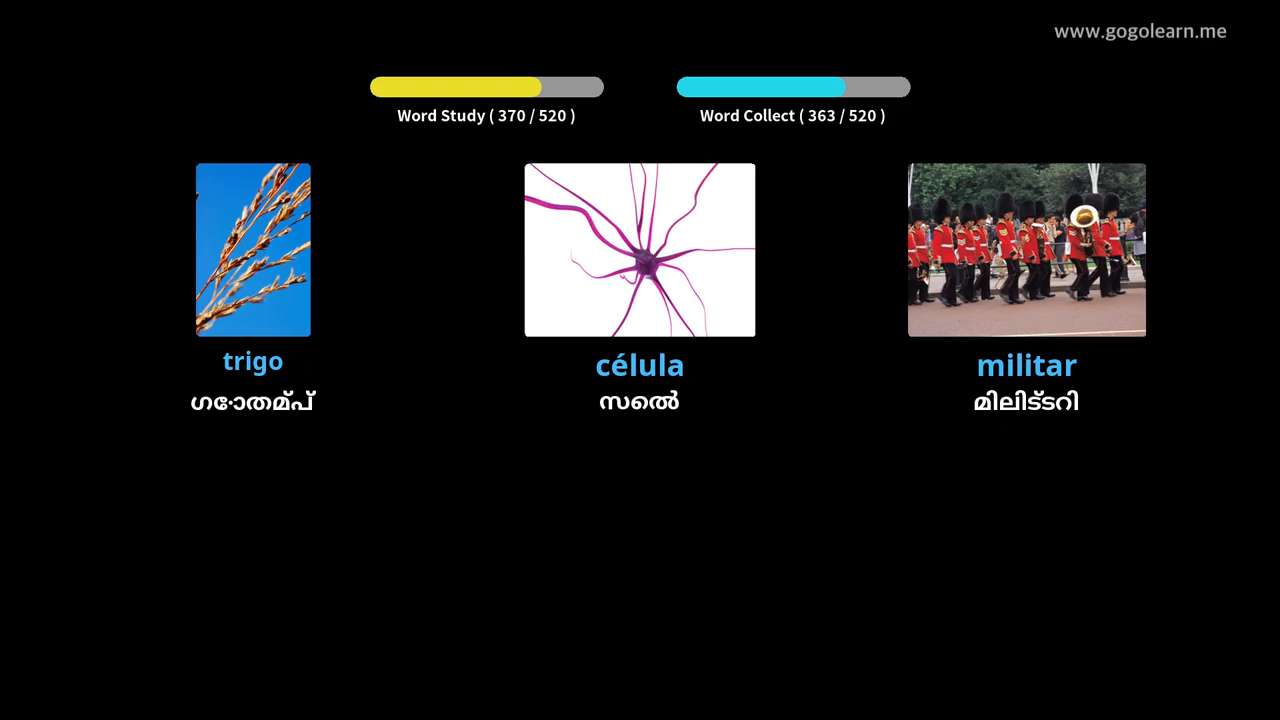 www.gogolearn.me
Word Study ( 370 / 520 )
Word Collect ( 363 / 520 )
trigo
ഗോതമ്പ്
célula
സെൽ
militar
മിലിട്ടറി